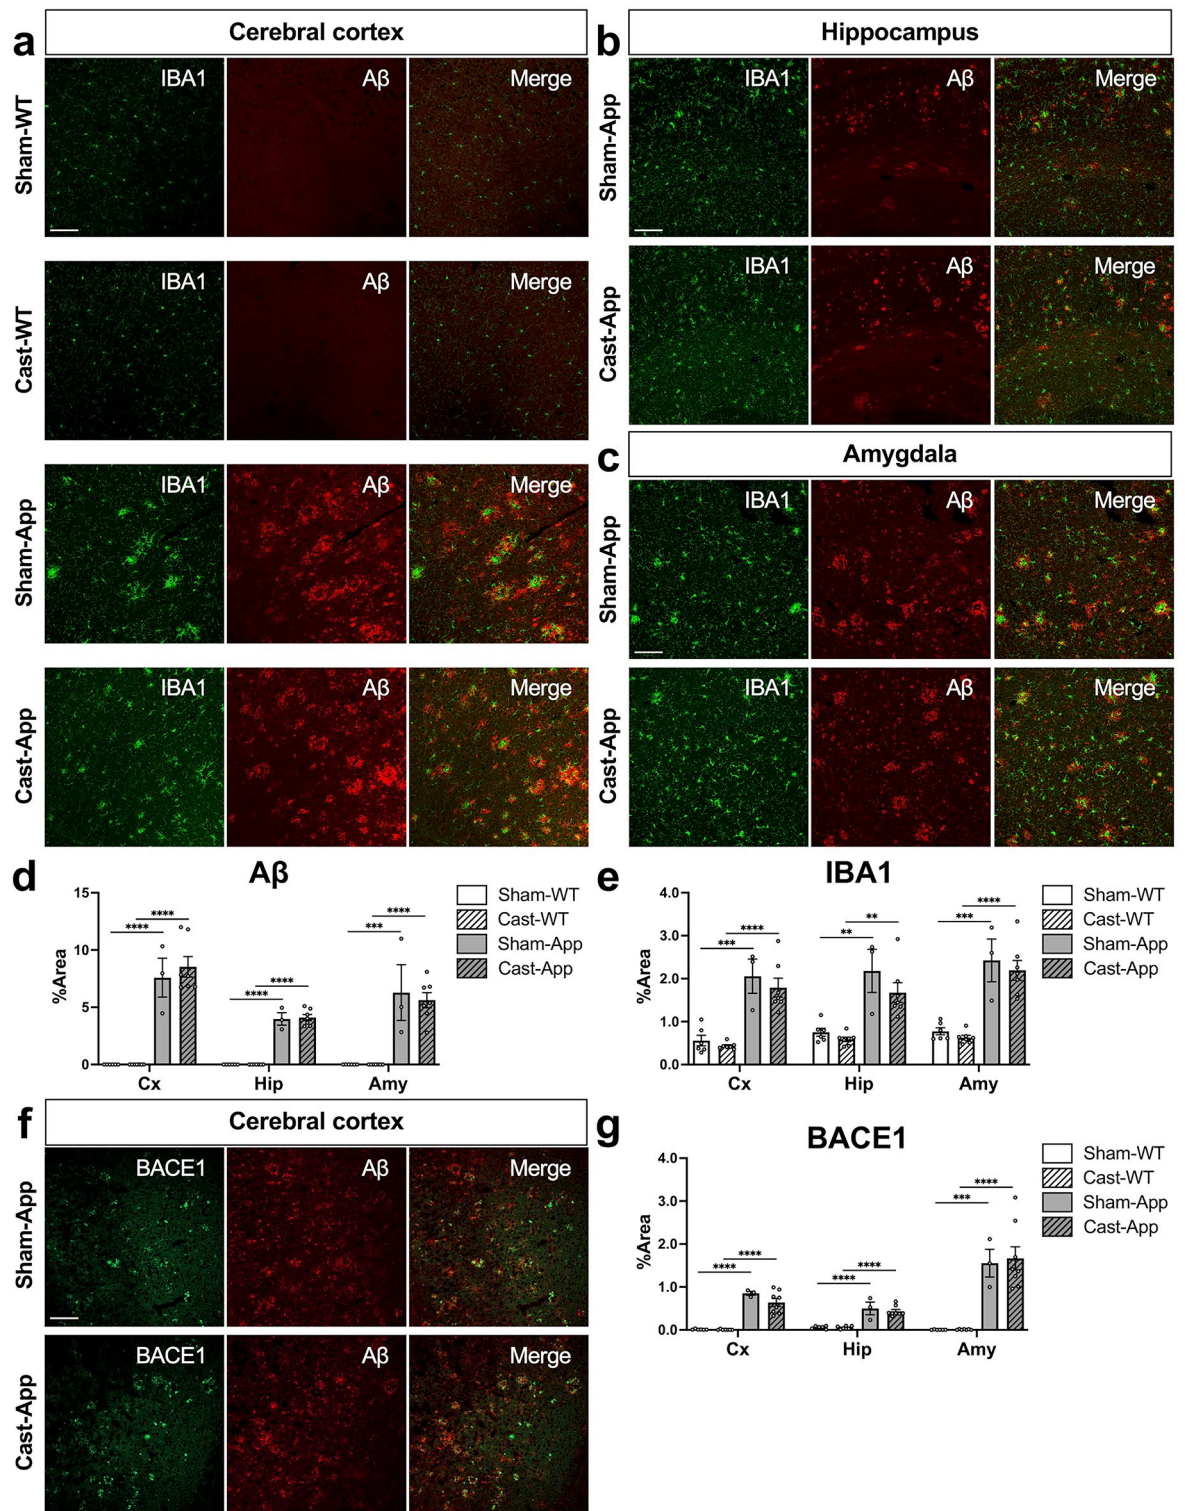 a
Cerebral cortex
Sham-WT
IBA1 Aβ Merge
Cast-WT
IBA1 Aβ Merge
Sham-App
IBA1 Aβ Merge
Cast-App
IBA1 Aβ Merge
b
Hippocampus
Sham-App
IBA1 Aβ Merge
Cast-App
IBA1 Aβ Merge
c
Amygdala
Sham-App
IBA1 Aβ Merge
Cast-App
IBA1 Aβ Merge
d
Aβ
%Area
15
10
5
0
**** **** **** **** *** ****
Cx Hip Amy
Sham-WT
Cast-WT
Sham-App
Cast-App
e
IBA1
%Area
4.0
3.0
2.0
1.0
0.0
*** **** ** ** *** ****
Cx Hip Amy
Sham-WT
Cast-WT
Sham-App
Cast-App
f
Cerebral cortex
Sham-App
BACE1 Aβ Merge
Cast-App
BACE1 Aβ Merge
g
BACE1
%Area
4.0
3.0
2.0
1.0
0.0
**** **** **** **** *** ****
Cx Hip Amy
Sham-WT
Cast-WT
Sham-App
Cast-App